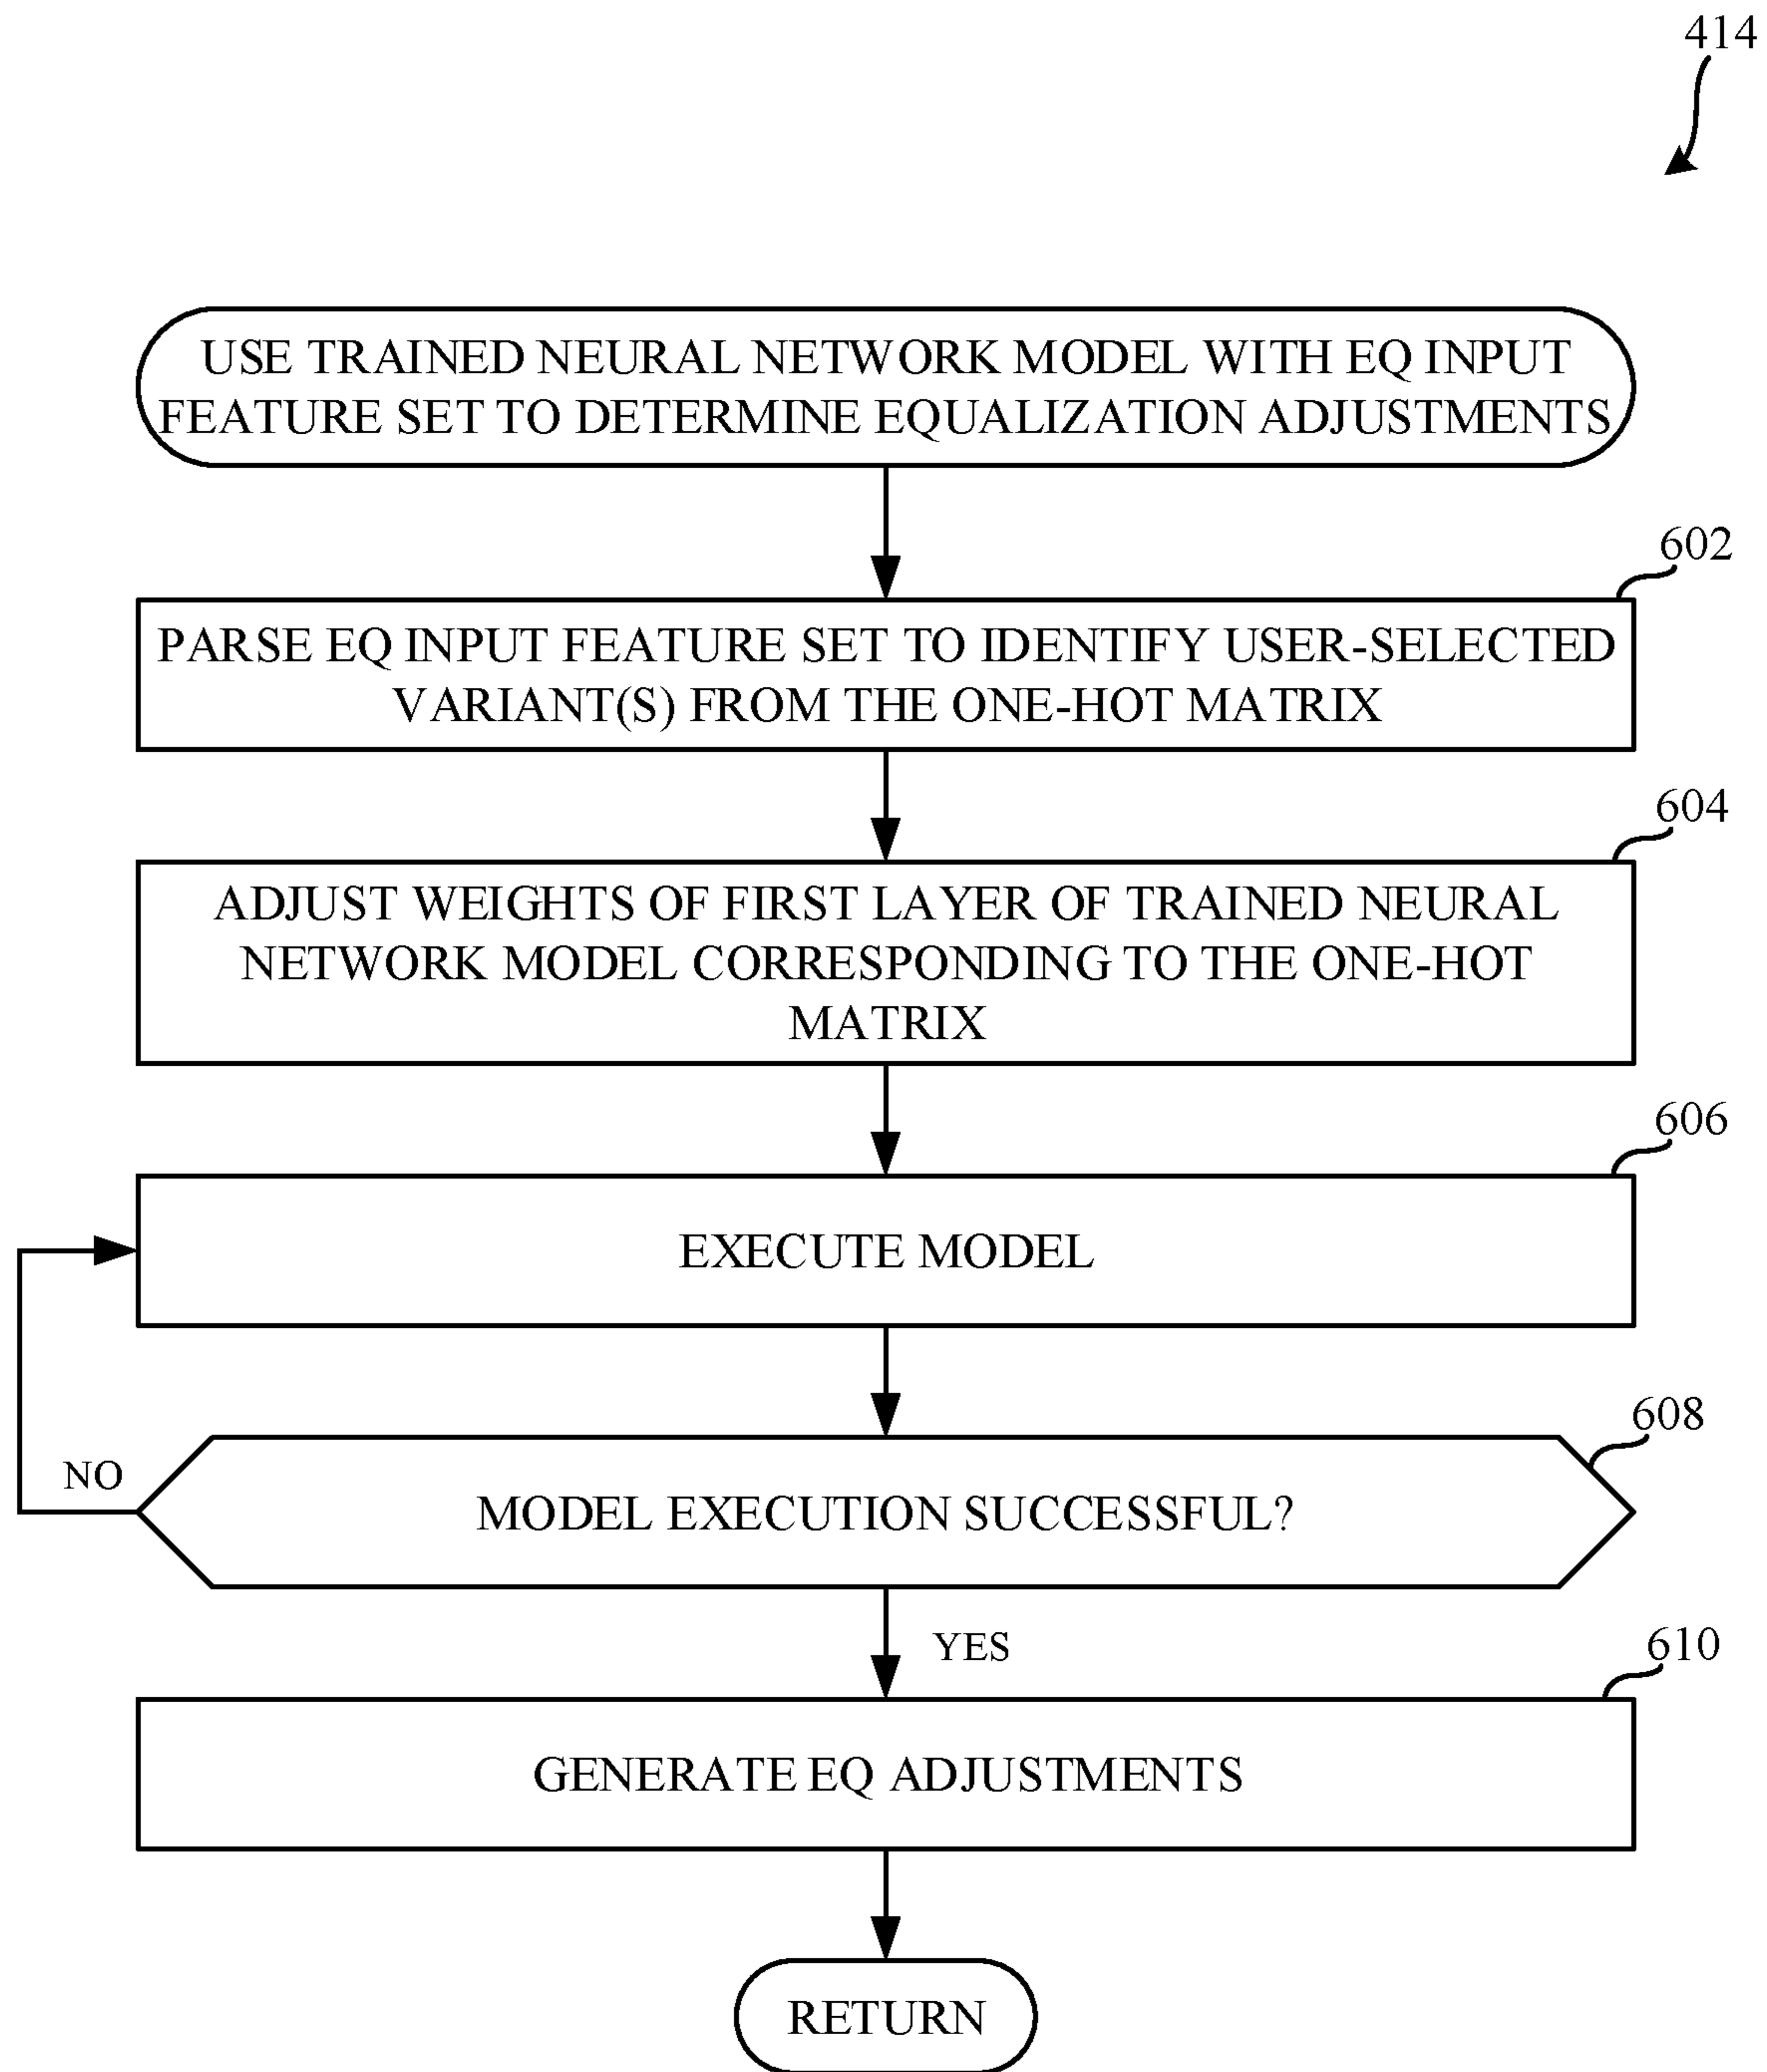 414
USE TRAINED NEURAL NETWORK MODEL WITH EQ INPUT
FEATURE SET TO DETERMINE EQUALIZATION ADJUSTMENTS
602
PARSE EQ INPUT FEATURE SET TO IDENTIFY USER-SELECTED
VARIANT(S) FROM THE ONE-HOT MATRIX
604
ADJUST WEIGHTS OF FIRST LAYER OF TRAINED NEURAL
NETWORK MODEL CORRESPONDING TO THE ONE-HOT
MATRIX
606
EXECUTE MODEL
608
NO
MODEL EXECUTION SUCCESSFUL?
YES
610
GENERATE EQ ADJUSTMENTS
RETURN